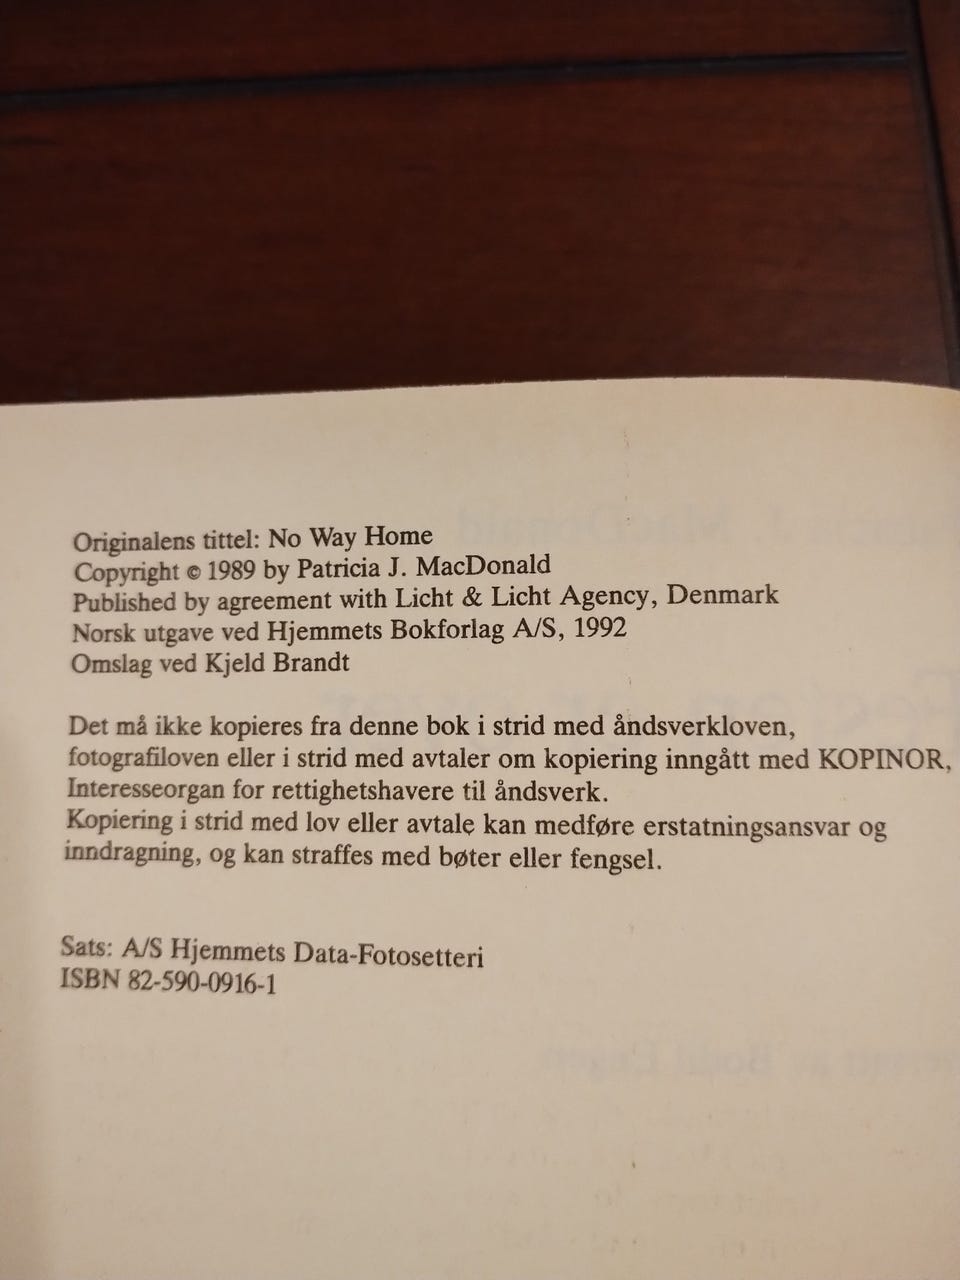 Originalens tittel: No Way Home
Copyright © 1989 by Patricia J. MacDonald
Published by agreement with Licht & Licht Agency, Denmark
Norsk utgave ved Hjemmets Bokforlag A/S, 1992
Omslag ved Kjeld Brandt
Det må ikke kopieres fra denne bok i strid med åndsverkloven,
fotografiloven eller i strid med avtaler om kopiering inngått med KOPINOR,
Interesseorgan for rettighetshavere til åndsverk.
Kopiering i strid med lov eller avtale kan medføre erstatningsansvar og
inndragning, og kan straffes med bøter eller fengsel.
Sats: A/S Hjemmets Data-Fotosetteri
ISBN 82-590-0916-1